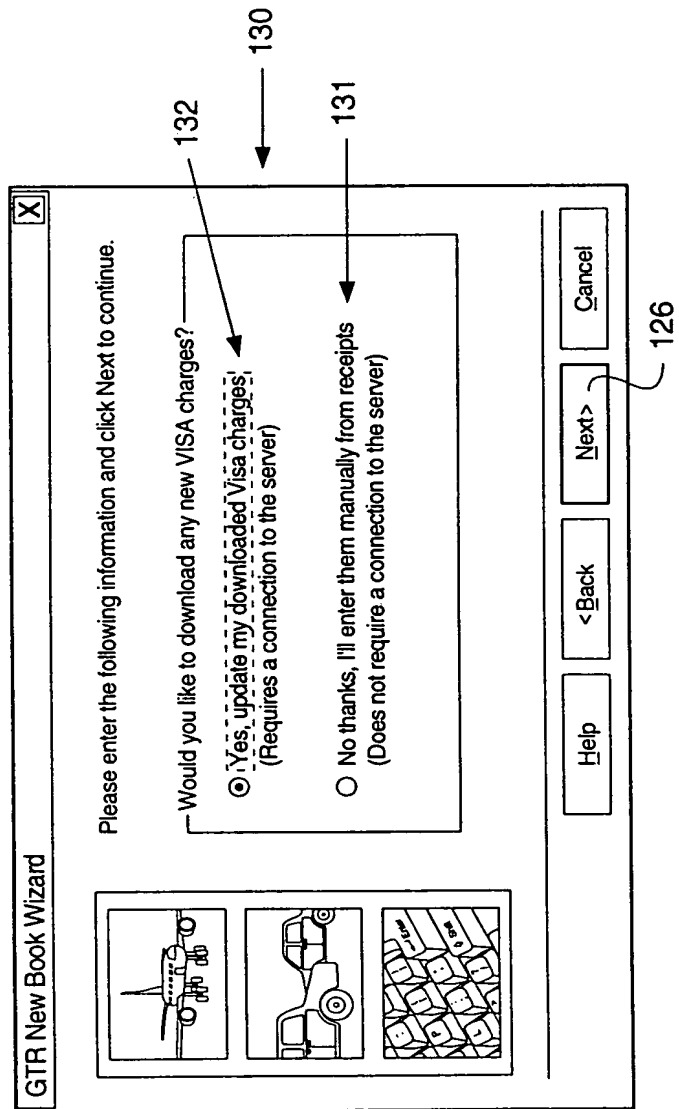 GTR New Book Wizard
X
Please enter the following information and click Next to continue.
Would you like to download any new VISA charges?
Yes, update my downloaded Visa charges
(Requires a connection to the server)
No thanks, I'll enter them manually from receipts
(Does not require a connection to the server)
Help
<Back
Next>
Cancel
132
130
131
126
Enter
Shift
P
L